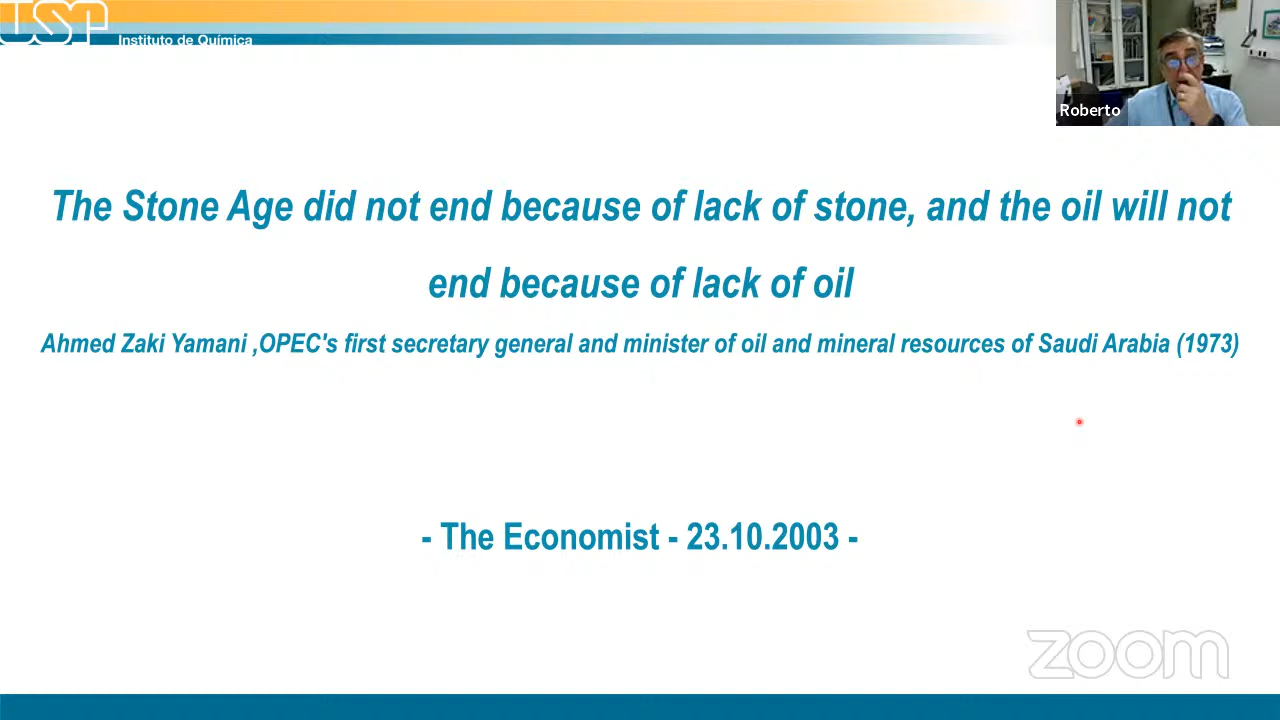 USP
Instituto de Química
Roberto
The Stone Age did not end because of lack of stone, and the oil will not
end because of lack of oil
Ahmed Zaki Yamani ,OPEC's first secretary general and minister of oil and mineral resources of Saudi Arabia (1973)
- The Economist - 23.10.2003 -
zoom